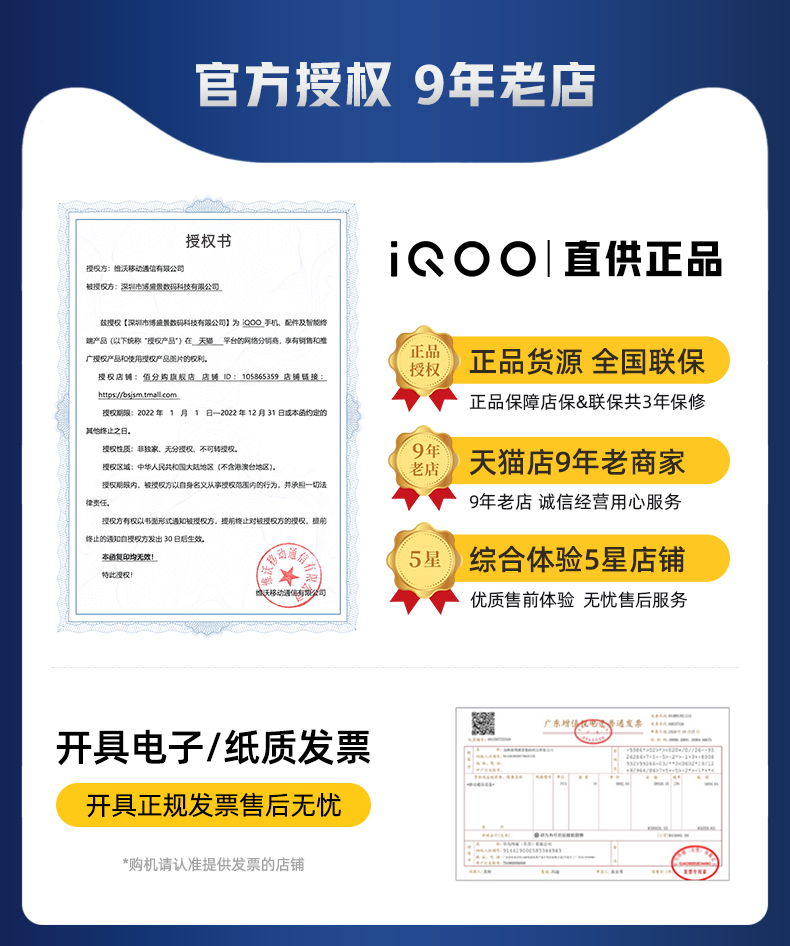 官方授权 9年老店
授权书
授权方：维沃移动通信有限公司
被授权方：深圳市博盛景数码科技有限公司
兹授权【深圳市博盛景数码科技有限公司】为 iQOO 手机、配件及智能终
端产品（以下统称“授权产品”）在 天猫 平台的网络分销商，享有销售和推
广授权产品和使用授权产品图片的权利。
授权店铺：佰分购旗舰店 店铺 ID：105865359 店铺链接：
https://bsjsm.tmall.com
授权期限：2022 年 1 月 1 日—2022 年 12 月 31 日或本函约定的
其他终止之日。
授权性质：非独家、无分授权、不可转授权。
授权区域：中华人民共和国大陆地区（不含港澳台地区）。
授权期限内，被授权方以自身名义从事授权范围内的行为，并承担一切法
律责任。
授权方有权以书面形式通知被授权方，提前终止对被授权方的授权，提前
终止的通知自授权方发出 30 日后生效。
本函复印均无效！
特此授权！
维沃移动通信有限公司
维沃移动通信有限公司
iQOO | 直供正品
正品
授权
正品货源 全国联保
正品保障店保&联保共3年保修
9年
老店
天猫店9年老商家
9年老店 诚信经营用心服务
5星
综合体验5星店铺
优质售前体验 无忧售后服务
开具电子/纸质发票
开具正规发票售后无忧
*购机请认准提供发票的店铺
广东增值税电子普通发票